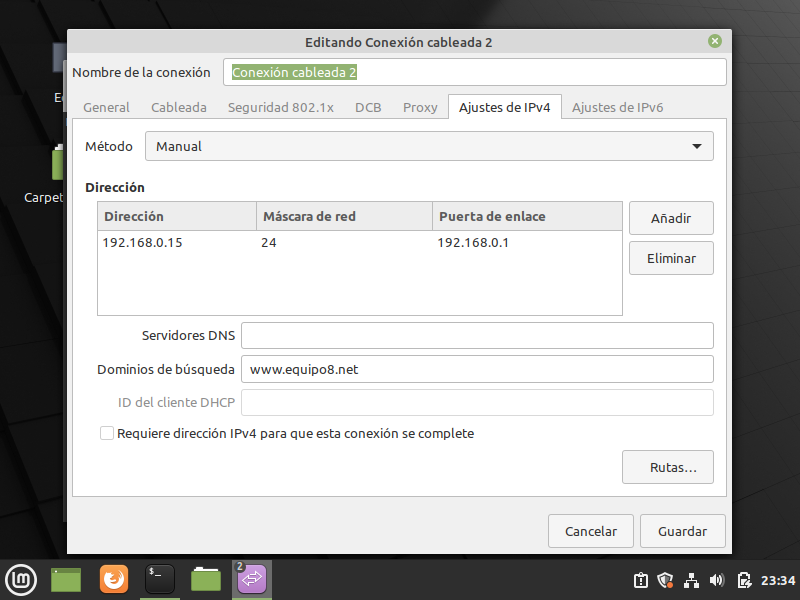 Editando Conexión cableada 2
Nombre de la conexión Conexión cableada 2
General Cableada Seguridad 802.1x DCB Proxy Ajustes de IPv4 Ajustes de IPv6
Método Manual
Dirección
Dirección Máscara de red Puerta de enlace Añadir
192.168.0.15 24 192.168.0.1
Eliminar
Servidores DNS
Dominios de búsqueda www.equipo8.net
ID del cliente DHCP
Requiere dirección IPv4 para que esta conexión se complete
Rutas...
Cancelar Guardar
Carpet
$_ 2 23:34